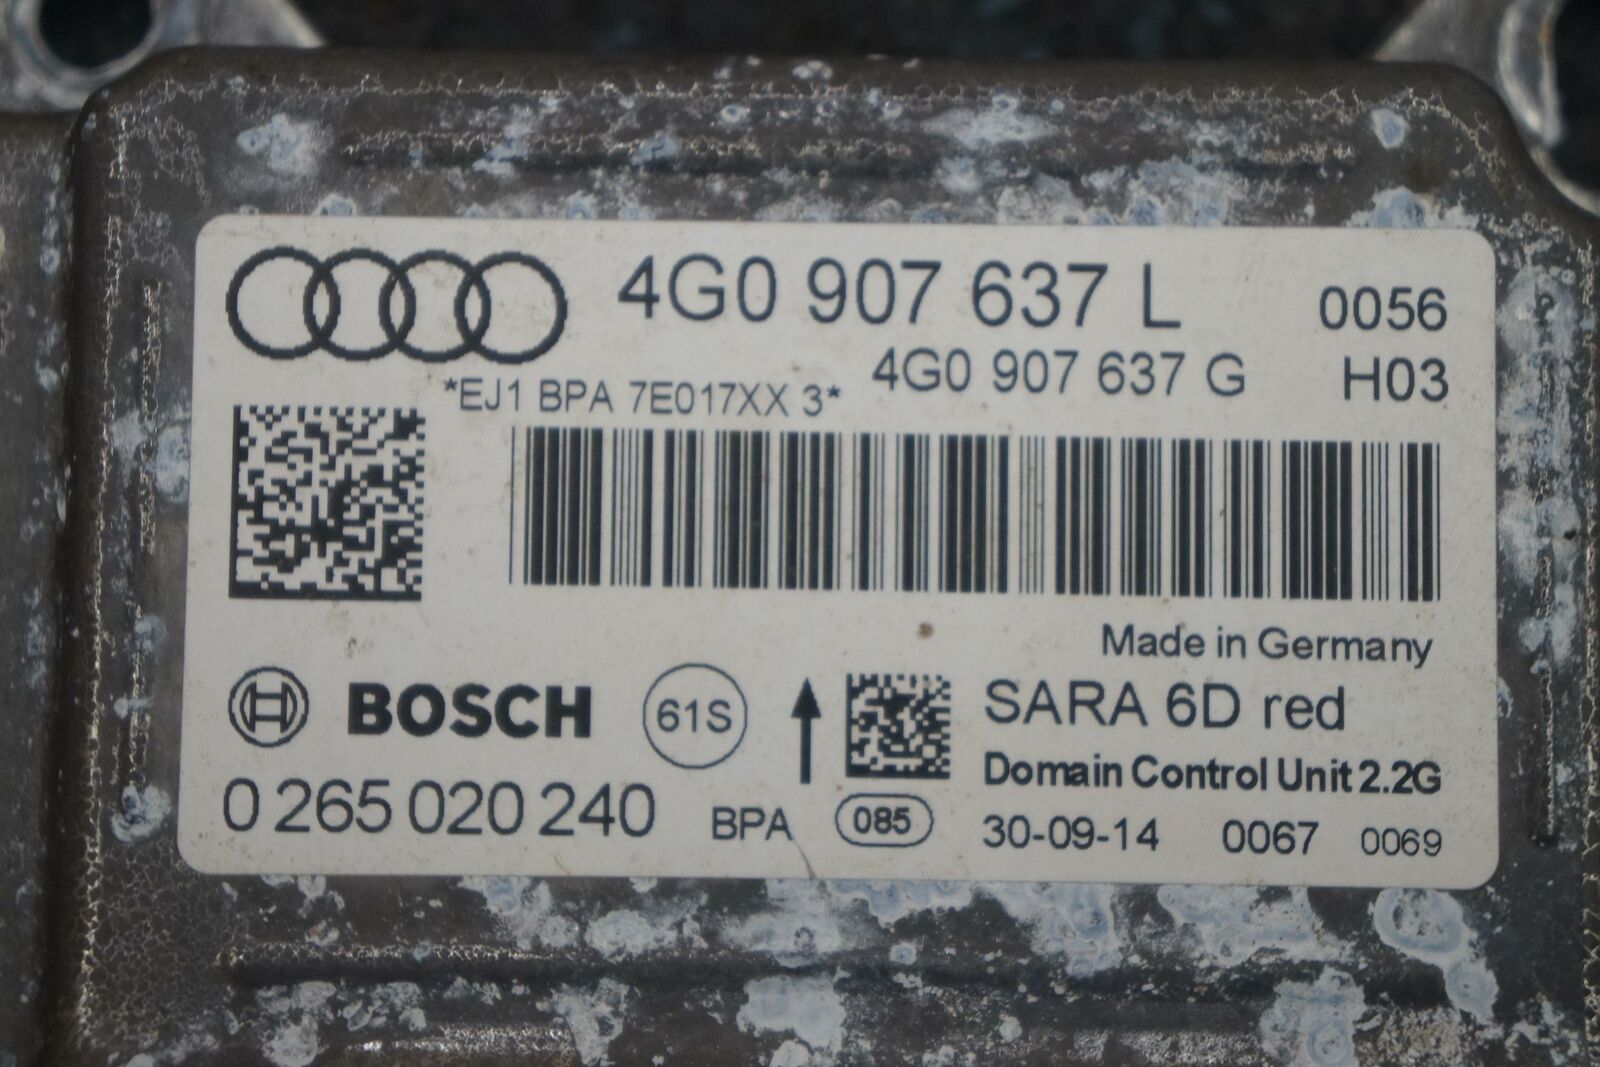 4G0 907 637 L 0056
4G0 907 637 G H03
*EJ1 BPA 7E017XX 3*
Made in Germany
BOSCH 61S SARA 6D red
Domain Control Unit 2.2G
0 265 020 240 BPA 085 30-09-14 0067 0069